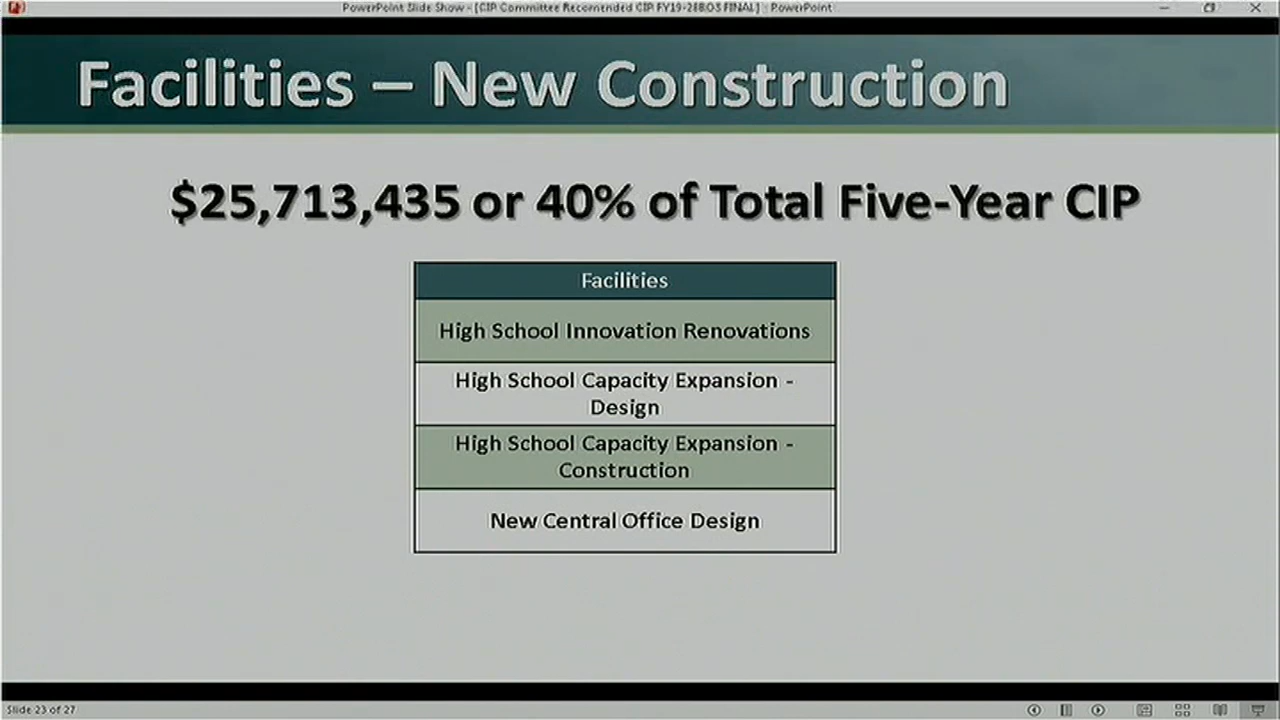 PowerPoint Slide Show - [CIP Committee Recomended CIP FY19-28BO3 FINAL] - PowerPoint
Facilities – New Construction
$25,713,435 or 40% of Total Five-Year CIP
Facilities
High School Innovation Renovations
High School Capacity Expansion -
Design
High School Capacity Expansion -
Construction
New Central Office Design
Slide 23 of 27